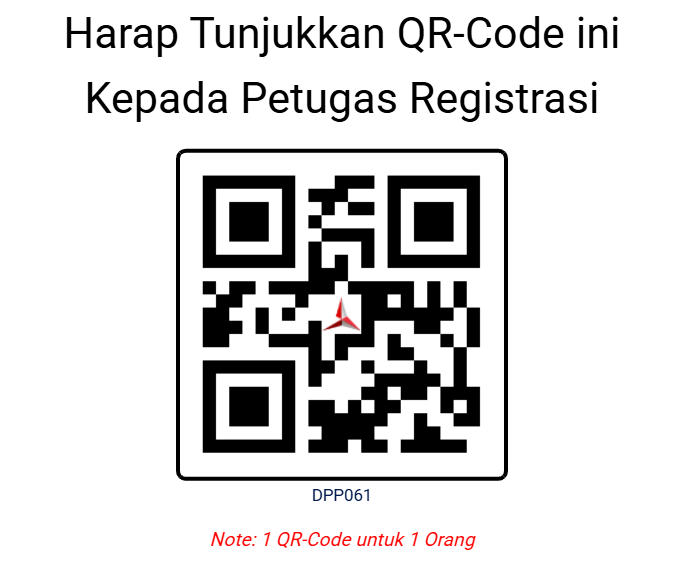 Harap Tunjukkan QR-Code ini
Kepada Petugas Registrasi
DPP061
Note: 1 QR-Code untuk 1 Orang